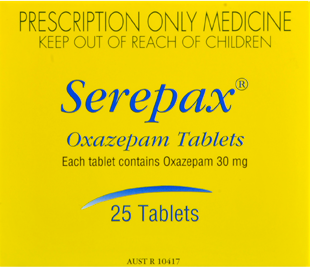 PRESCRIPTION ONLY MEDICINE
KEEP OUT OF REACH OF CHILDREN
Serepax®
Oxazepam Tablets
Each tablet contains Oxazepam 30 mg
25 Tablets
AUST R 10417